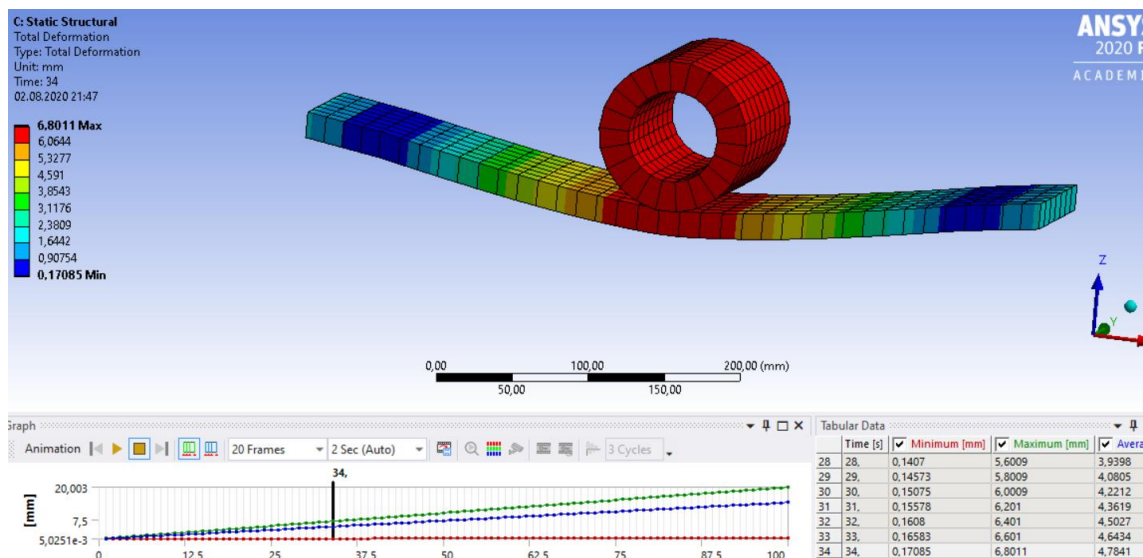 C: Static Structural
Total Deformation
Type: Total Deformation
Unit: mm
Time: 34
02.08.2020 21:47
6,8011 Max
6,0644
5,3277
4,591
3,8543
3,1176
2,3809
1,6442
0,90754
0,17085 Min
ANSY
2020 R
ACADEMI
Z
Y
0,00 100,00 200,00 (mm)
50,00 150,00
Graph
Animation 20 Frames 2 Sec (Auto) 3 Cycles
34,
[mm]
20,003
7,5
5,0251e-3
0 12,5 25 37,5 50 62,5 75 87,5 100
Tabular Data
Time [s] Minimum [mm] Maximum [mm] Avera
28 28, 0,1407 5,6009 3,9398
29 29, 0,14573 5,8009 4,0805
30 30, 0,15075 6,0009 4,2212
31 31, 0,15578 6,201 4,3619
32 32, 0,1608 6,401 4,5027
33 33, 0,16583 6,601 4,6434
34 34, 0,17085 6,8011 4,7841